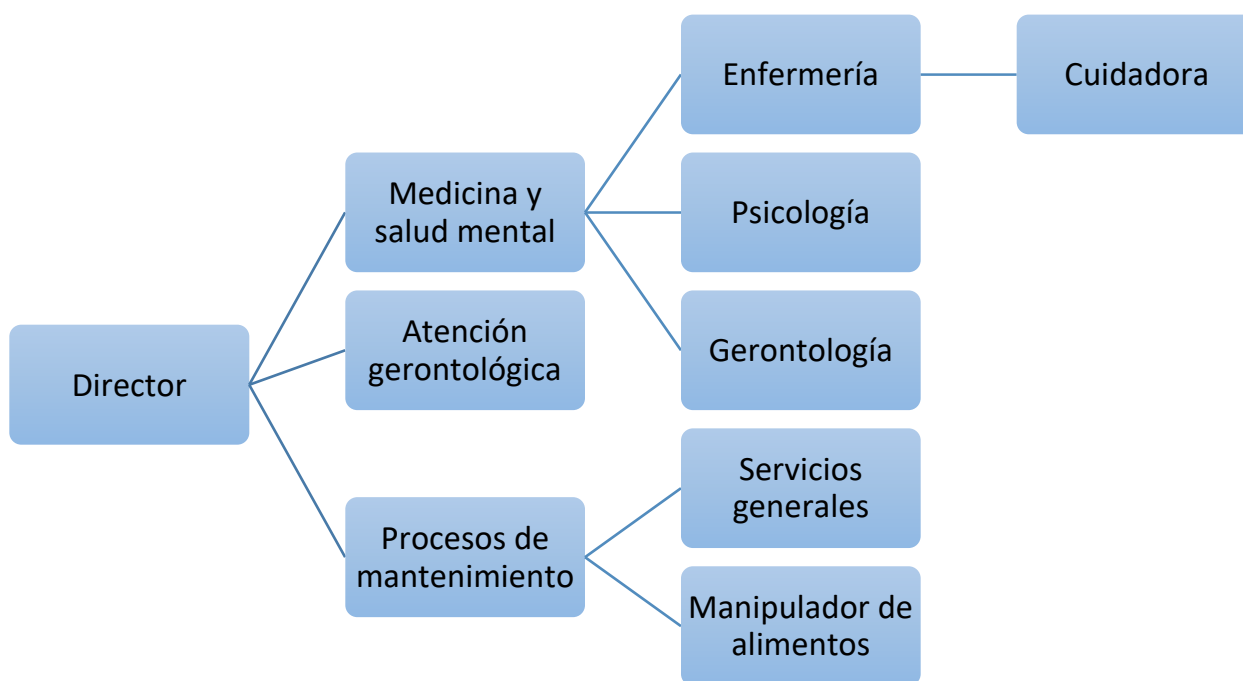 Enfermería
Cuidadora
Medicina y
salud mental
Psicología
Atención
gerontológica
Gerontología
Director
Servicios
generales
Procesos de
mantenimiento
Manipulador de
alimentos